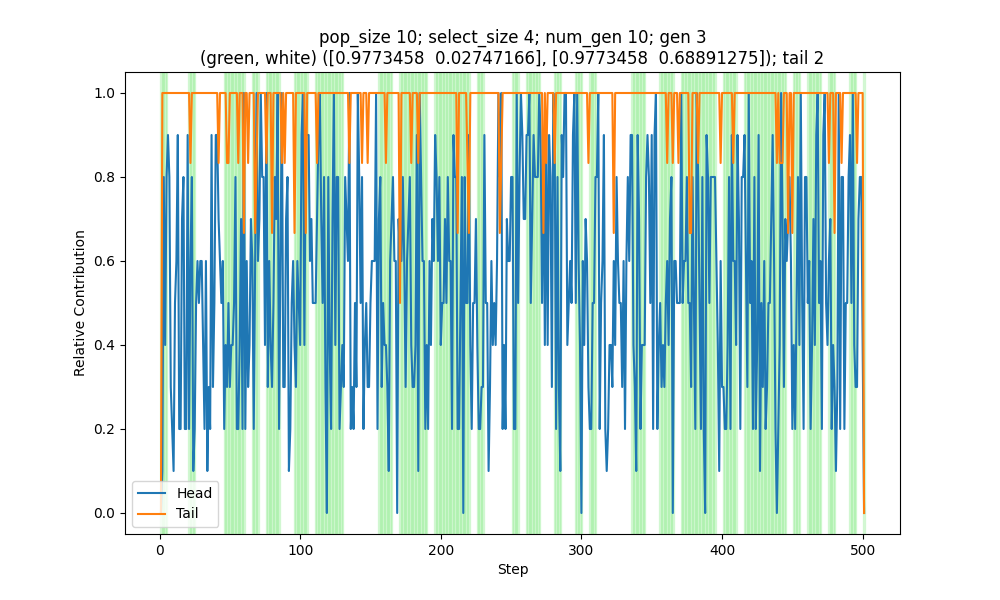 pop_size 10; select_size 4; num_gen 10; gen 3
(green, white) ([0.9773458  0.02747166], [0.9773458  0.68891275]); tail 2
1.0
0.8
0.6
0.4
0.2
0.0
Relative Contribution
Head
Tail
0 100 200 300 400 500
Step